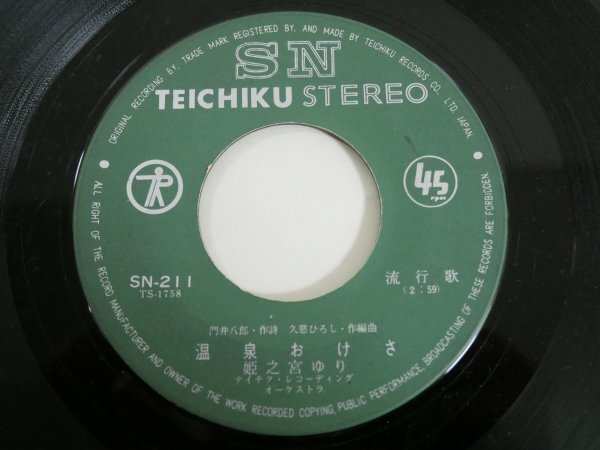 ORIGINAL RECORDING BY, TRADE MARK REGISTERED BY, AND MADE BY TEICHIKU RECORDS CO., LTD. JAPAN.
SN
TEICHIKU STEREO
45
rpm
SN-211
TS-1758
流行歌
(2:59)
門井八郎・作詩 久慈ひろし・作編曲
温泉おけさ
姫之宮ゆり
テイチク・レコーディング
オーケストラ
ALL RIGHT OF THE RECORD MANUFACTURER AND OWNER OF THE WORK RECORDED COPYING, PUBLIC PERFORMANCE, BROADCASTING OF THESE RECORDS ARE FORBIDDEN.